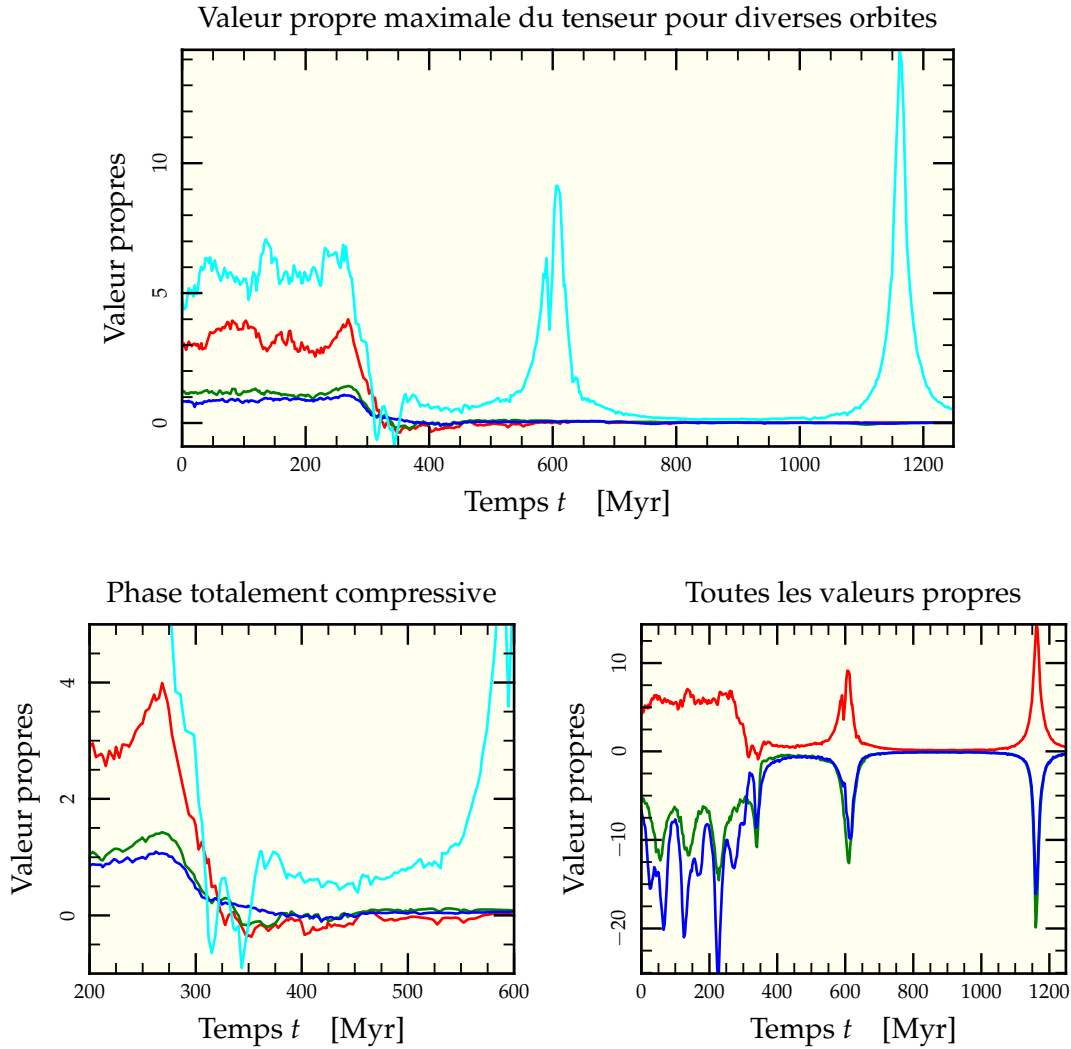 Valeur propre maximale du tenseur pour diverses orbites
Valeur propres
10
5
0
0 200 400 600 800 1000 1200
Temps t [Myr]
Phase totalement compressive
Valeur propres
4
2
0
200 300 400 500 600
Temps t [Myr]
Toutes les valeurs propres
Valeur propres
10
0
−10
−20
0 200 400 600 800 1000 1200
Temps t [Myr]